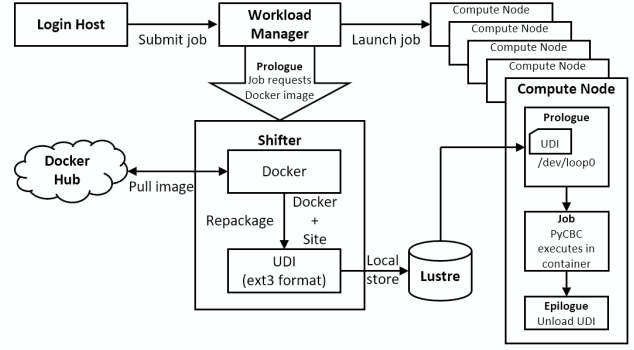 Login Host
Submit job
Workload
Manager
Launch job
Compute Node
Compute Node
Compute Node
Compute Node
Compute Node
Prologue
Job requests
Docker image
Shifter
Docker
Hub
Pull image
Docker
Repackage
Docker
+
Site
UDI
(ext3 format)
Local
store
Lustre
Prologue
UDI
/dev/loop0
Job
PyCBC
executes in
container
Epilogue
Unload UDI